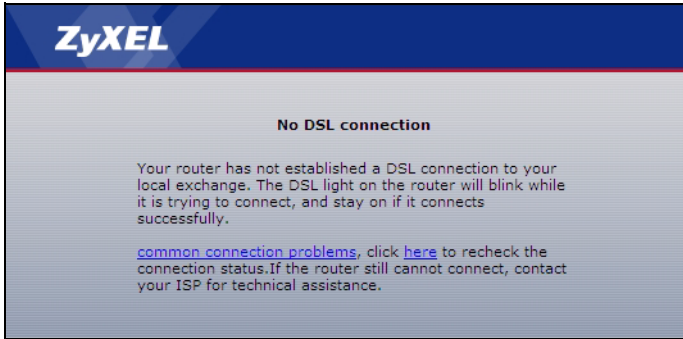 ZyXEL
No DSL connection
Your router has not established a DSL connection to your
local exchange. The DSL light on the router will blink while
it is trying to connect, and stay on if it connects
successfully.
common connection problems, click here to recheck the
connection status.If the router still cannot connect, contact
your ISP for technical assistance.